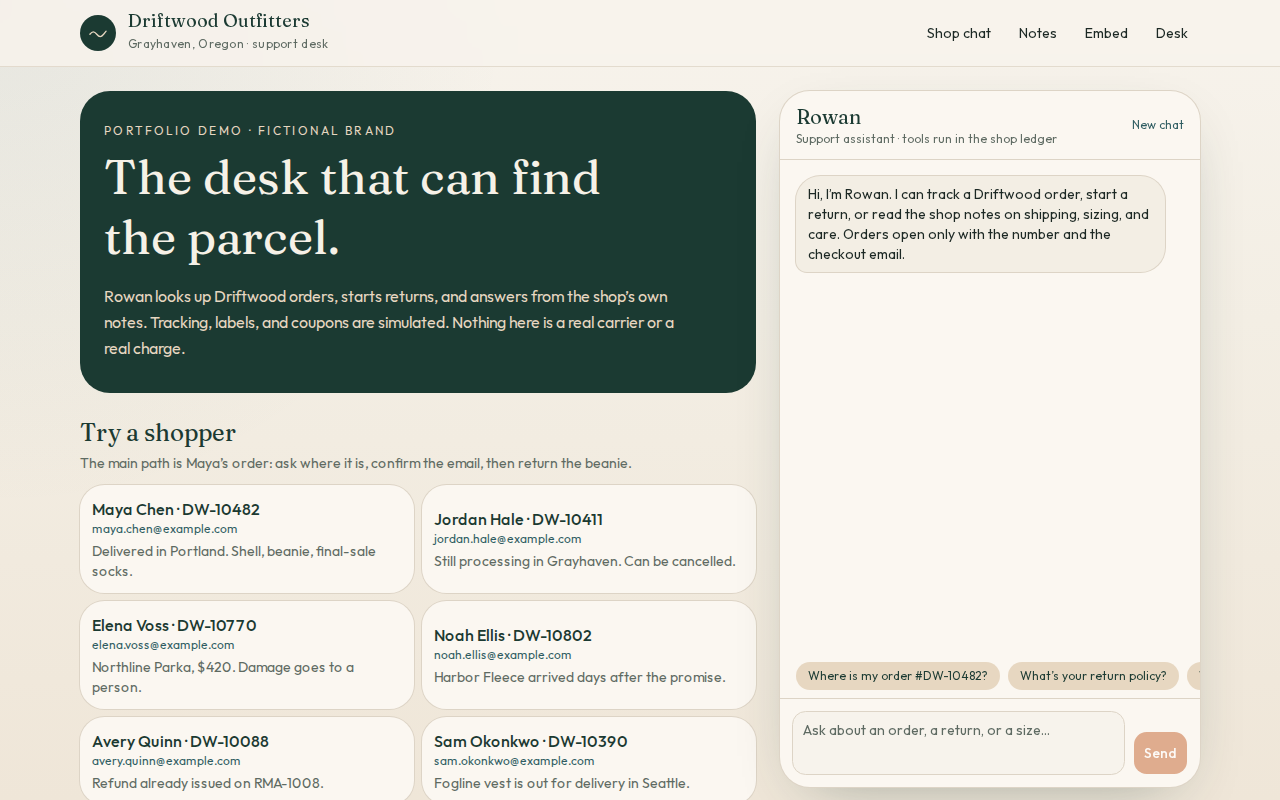 Driftwood Outfitters
Grayhaven, Oregon · support desk
Shop chat
Notes
Embed
Desk
PORTFOLIO DEMO · FICTIONAL BRAND
The desk that can find
the parcel.
Rowan looks up Driftwood orders, starts returns, and answers from the shop’s own
notes. Tracking, labels, and coupons are simulated. Nothing here is a real carrier or a
real charge.
Try a shopper
The main path is Maya’s order: ask where it is, confirm the email, then return the beanie.
Maya Chen · DW-10482
maya.chen@example.com
Delivered in Portland. Shell, beanie, final-sale
socks.
Jordan Hale · DW-10411
jordan.hale@example.com
Still processing in Grayhaven. Can be cancelled.
Elena Voss · DW-10770
elena.voss@example.com
Northline Parka, $420. Damage goes to a
person.
Noah Ellis · DW-10802
noah.ellis@example.com
Harbor Fleece arrived days after the promise.
Avery Quinn · DW-10088
avery.quinn@example.com
Refund already issued on RMA-1008.
Sam Okonkwo · DW-10390
sam.okonkwo@example.com
Fogline vest is out for delivery in Seattle.
Rowan
Support assistant · tools run in the shop ledger
New chat
Hi, I’m Rowan. I can track a Driftwood order, start a
return, or read the shop notes on shipping, sizing, and
care. Orders open only with the number and the
checkout email.
Where is my order #DW-10482?
What’s your return policy?
Ask about an order, a return, or a size…
Send